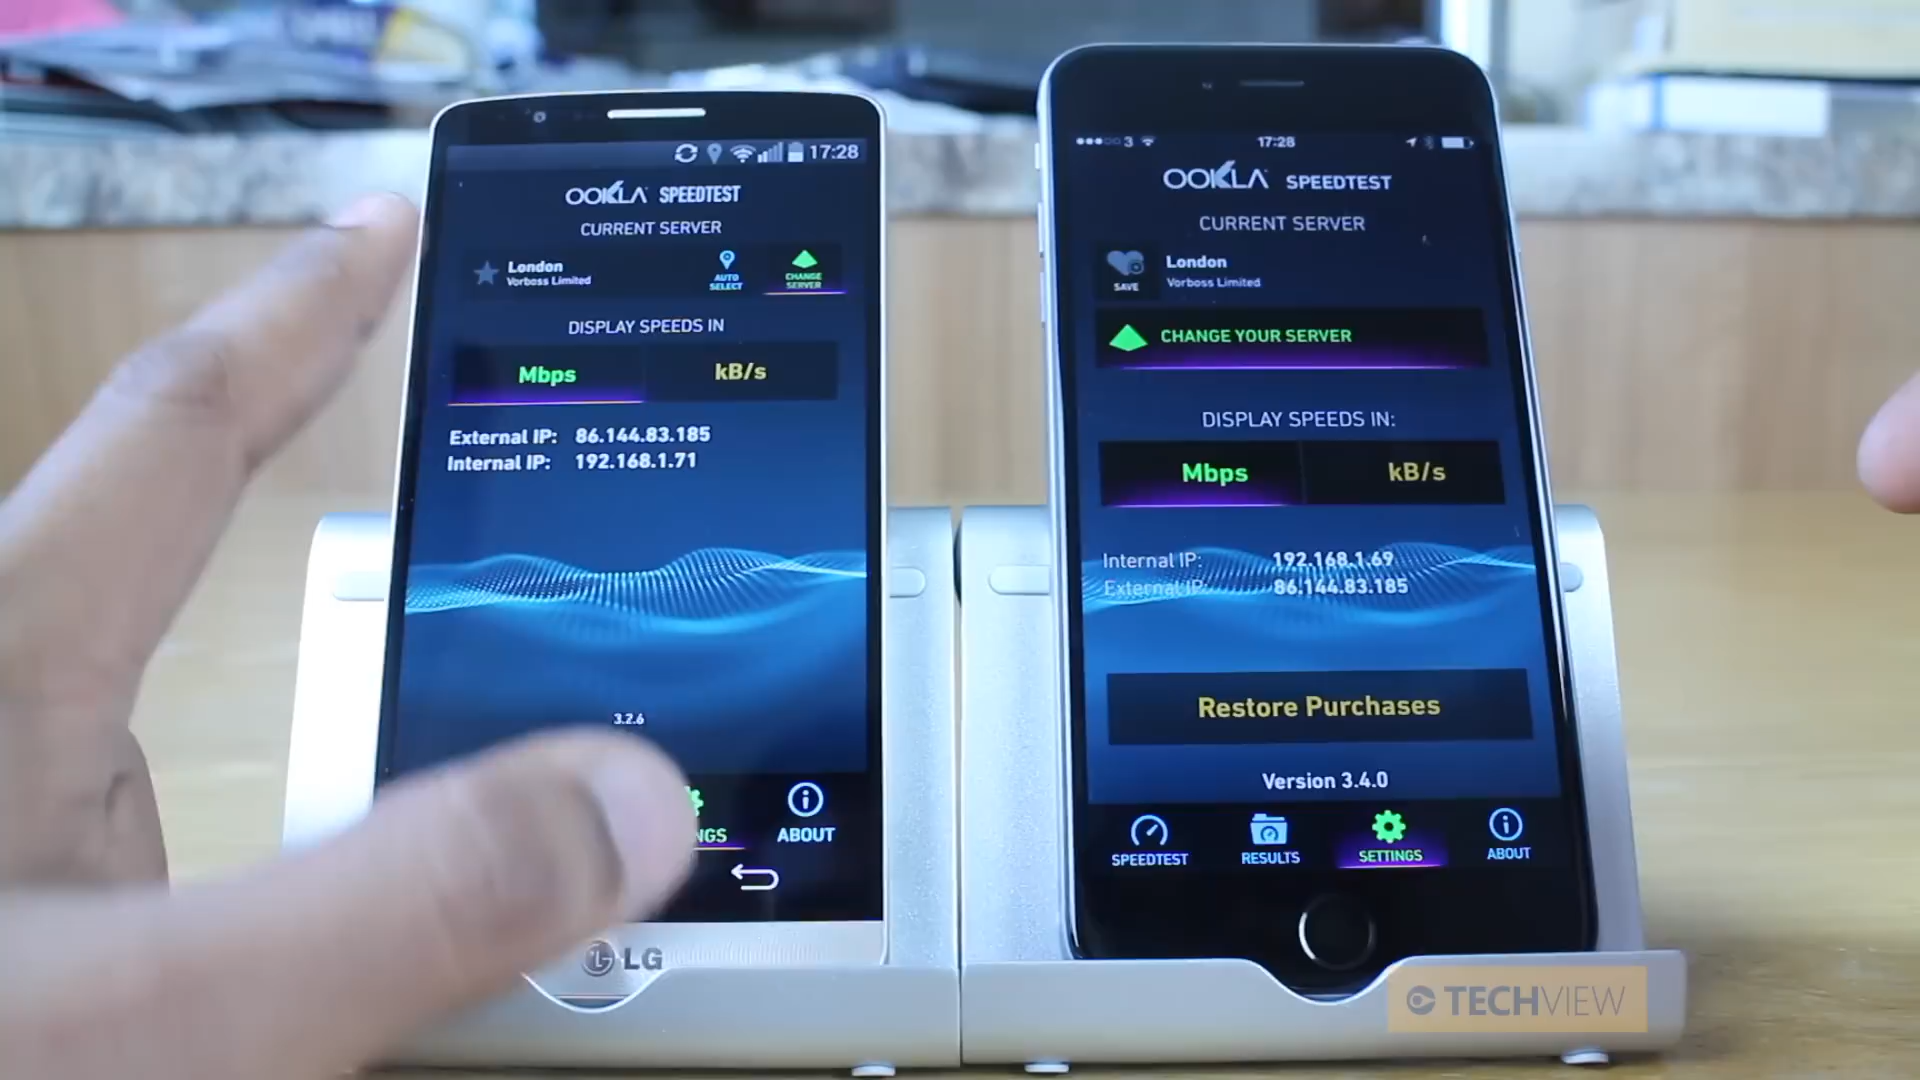 17:28
OOKLA SPEEDTEST
CURRENT SERVER
London
Vorboss Limited
AUTO
SELECT
CHANGE
SERVER
DISPLAY SPEEDS IN
Mbps kB/s
External IP: 86.144.83.185
Internal IP: 192.168.1.71
3.2.6
NGS
ABOUT
LG
3 17:28
OOKLA SPEEDTEST
CURRENT SERVER
SAVE
London
Vorboss Limited
CHANGE YOUR SERVER
DISPLAY SPEEDS IN:
Mbps kB/s
Internal IP: 192.168.1.69
External IP: 86.144.83.185
Restore Purchases
Version 3.4.0
SPEEDTEST RESULTS SETTINGS ABOUT
TECHVIEW